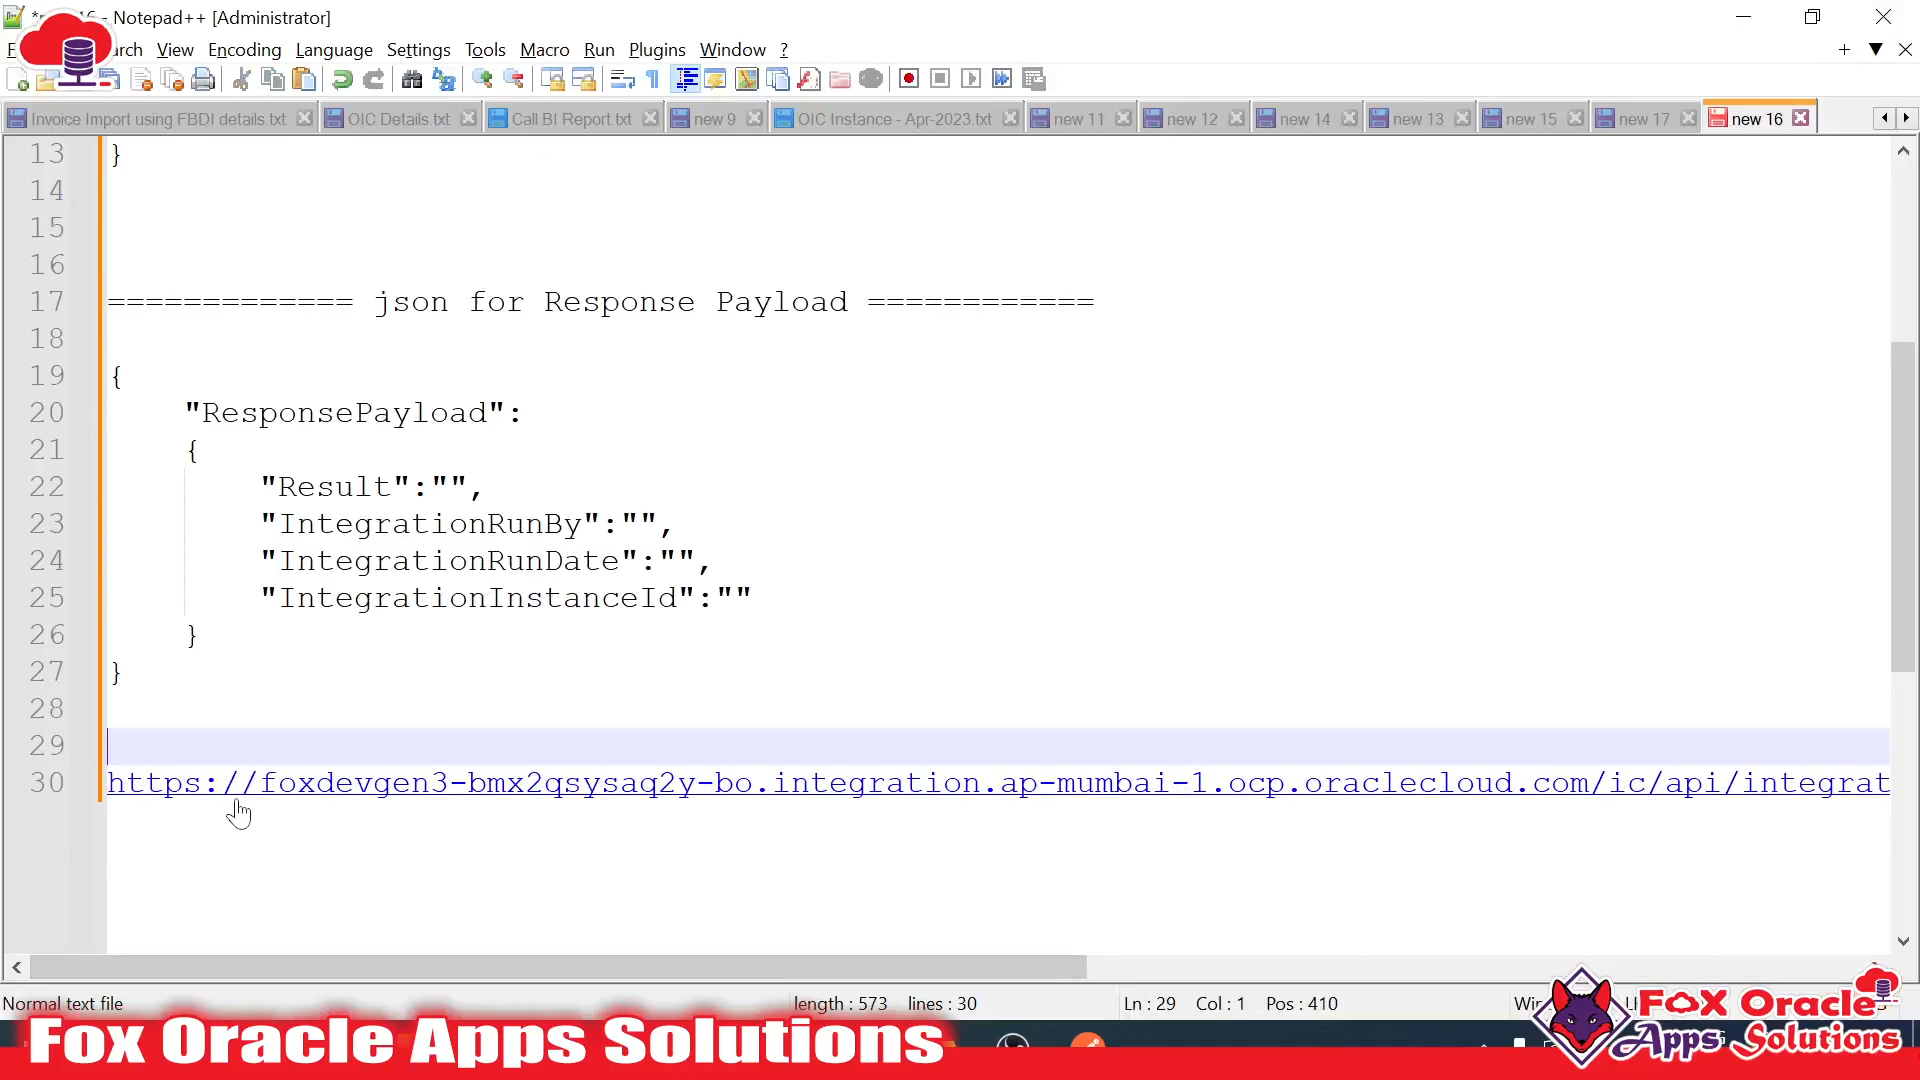 - Notepad++ [Administrator]
View Encoding Language Settings Tools Macro Run Plugins Window ?
Invoice Import using FBDI details.txt OIC Details.txt Call BI Report.txt new 9 OIC Instance - Apr-2023.txt new 11 new 12 new 14 new 13 new 15 new 17 new 16
13 }
14
15
16
17 ============= json for Response Payload ============
18
19 {
20 "ResponsePayload":
21 {
22 "Result":"",
23 "IntegrationRunBy":"",
24 "IntegrationRunDate":"",
25 "IntegrationInstanceId":""
26 }
27 }
28
29
30 https://foxdevgen3-bmx2qsysaq2y-bo.integration.ap-mumbai-1.ocp.oraclecloud.com/ic/api/integrat
Normal text file length : 573 lines : 30 Ln : 29 Col : 1 Pos : 410
Fox Oracle Apps Solutions
Fox Oracle
Apps Solutions